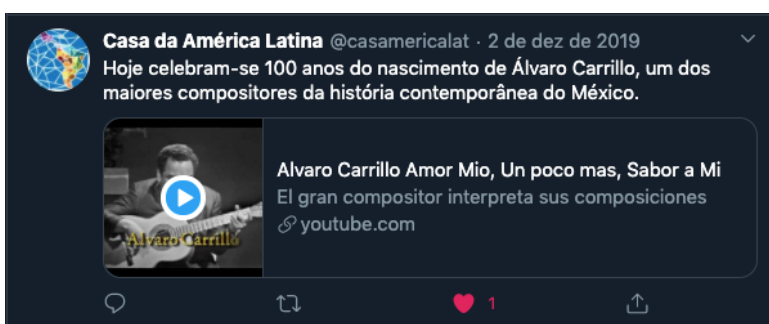 Casa da América Latina @casamericalat · 2 de dez de 2019
Hoje celebram-se 100 anos do nascimento de Álvaro Carrillo, um dos
maiores compositores da história contemporânea do México.
Alvaro Carrillo
Alvaro Carrillo Amor Mio, Un poco mas, Sabor a Mi
El gran compositor interpreta sus composiciones
youtube.com
1